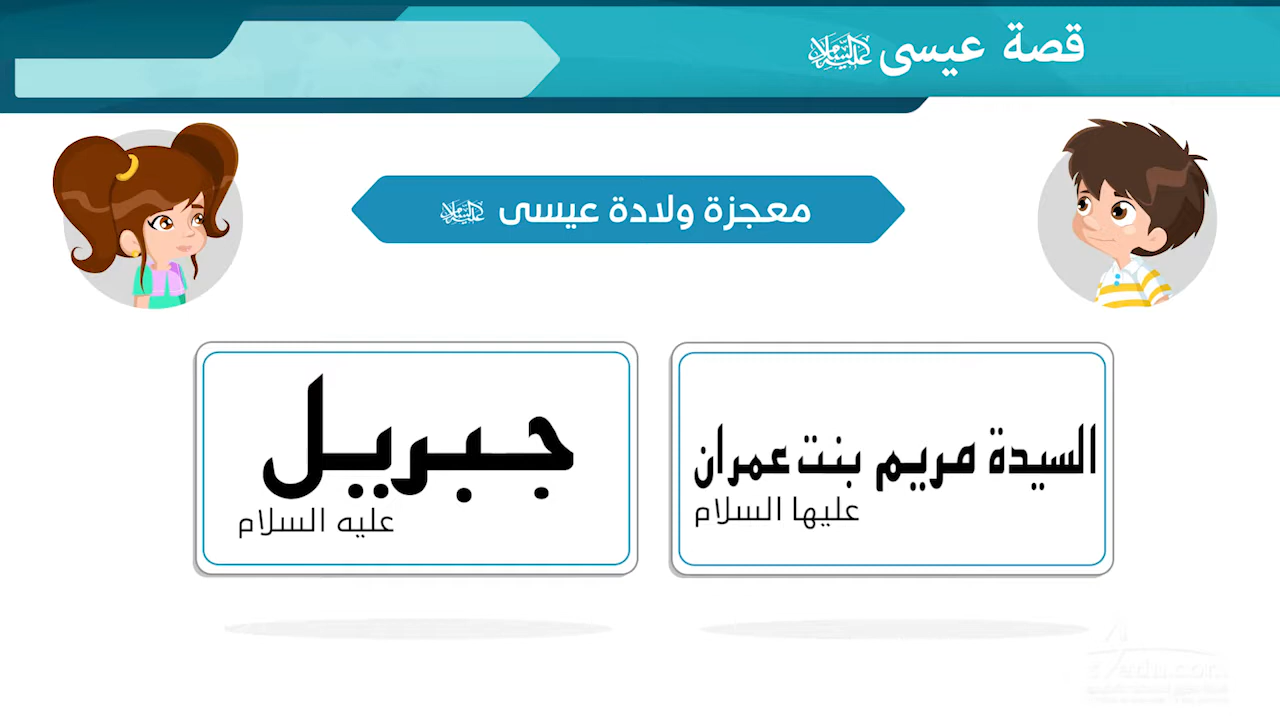 قصة عيسى عليه السلام
معجزة ولادة عيسى عليه السلام
السيدة مريم بنت عمران
عليها السلام
جبريل
عليه السلام